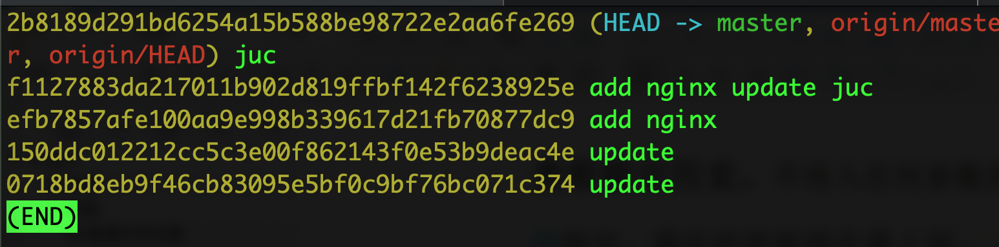 2b8189d291bd6254a15b588be98722e2aa6fe269 (HEAD -> master, origin/maste
r, origin/HEAD) juc
f1127883da217011b902d819ffbf142f6238925e add nginx update juc
efb7857afe100aa9e998b339617d21fb70877dc9 add nginx
150ddc012212cc5c3e00f862143f0e53b9deac4e update
0718bd8eb9f46cb83095e5bf0c9bf76bc071c374 update
(END)